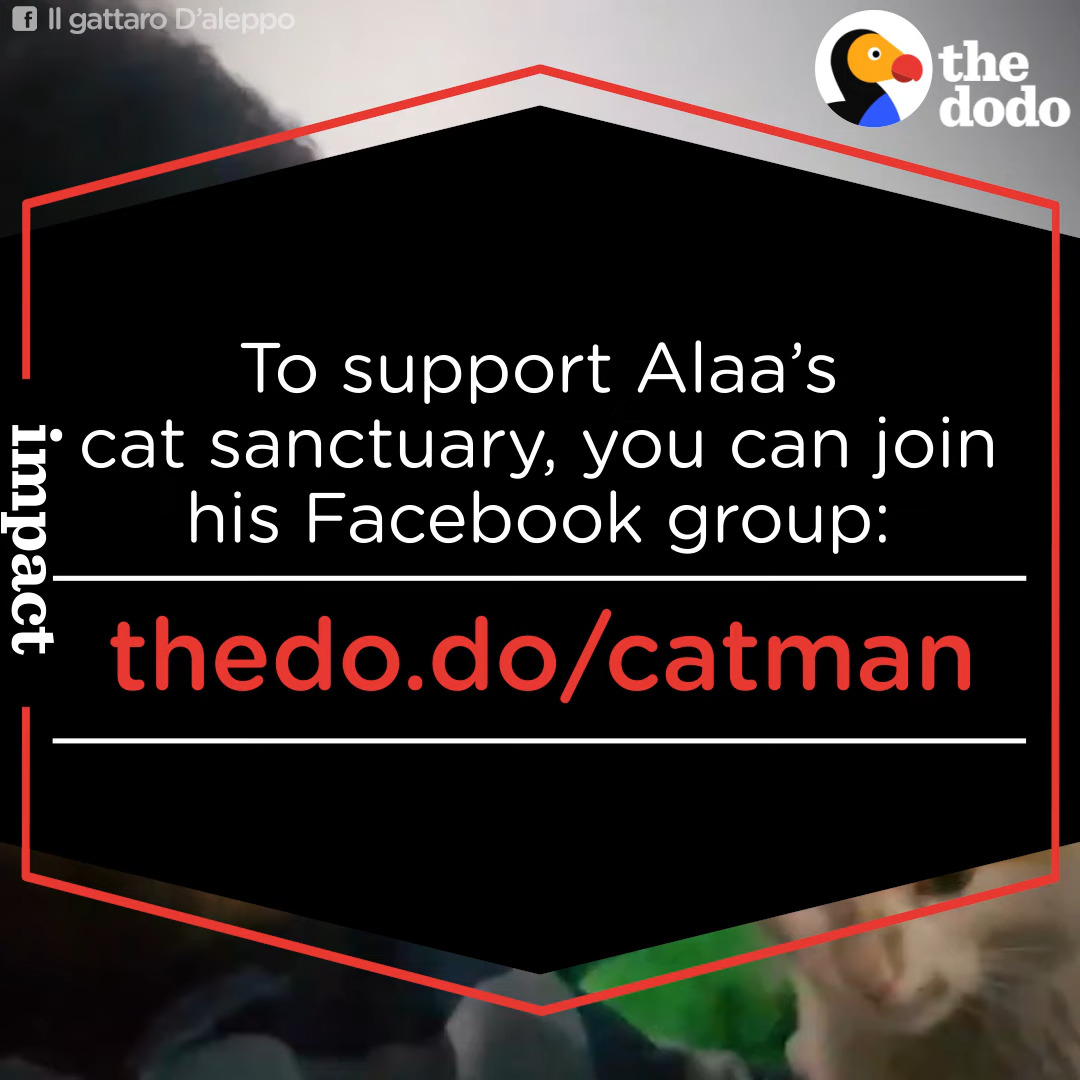 Il gattaro D'aleppo
the
dodo
To support Alaa's
cat sanctuary, you can join
his Facebook group:
impact
thedo.do/catman